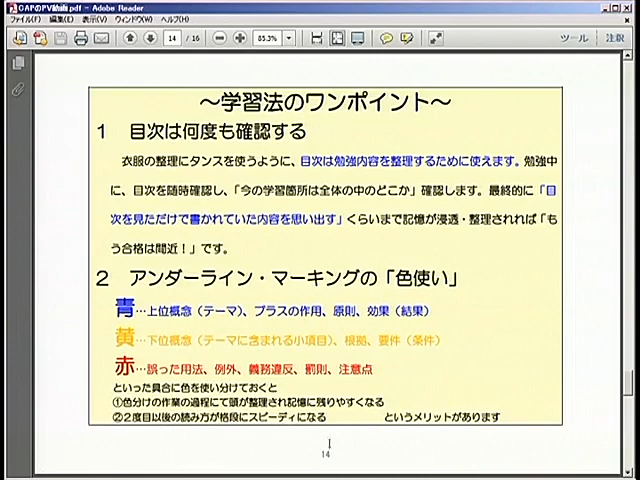 CAPのPV動画.pdf - Adobe Reader
ファイル(F) 編集(E) 表示(V) ウィンドウ(W) ヘルプ(H)
14 / 16 85.3% ツール 注釈
～学習法のワンポイント～
1 目次は何度も確認する
衣服の整理にタンスを使うように、目次は勉強内容を整理するために使えます。勉強中
に、目次を随時確認し、「今の学習箇所は全体の中のどこか」確認します。最終的に「目
次を見ただけで書かれていた内容を思い出す」くらいまで記憶が浸透・整理されれば「も
う合格は間近！」です。
2 アンダーライン・マーキングの「色使い」
青…上位概念（テーマ）、プラスの作用、原則、効果（結果）
黄…下位概念（テーマに含まれる小項目）、根拠、要件（条件）
赤…誤った用法、例外、義務違反、罰則、注意点
といった具合に色を使い分けておくと
①色分けの作業の過程にて頭が整理され記憶に残りやすくなる
②２度目以後の読み方が格段にスピーディになる というメリットがあります
14